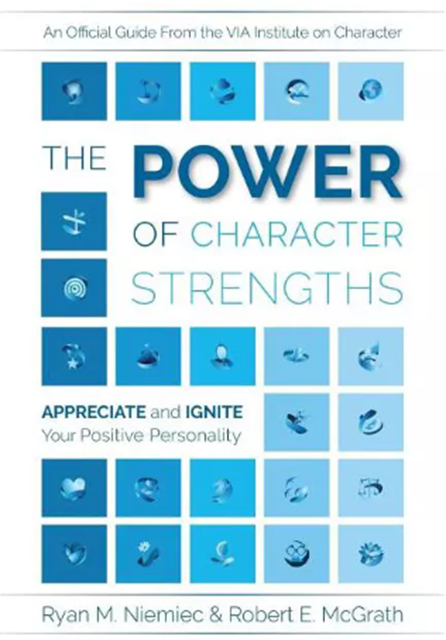 An Official Guide From the VIA Institute on Character
THE POWER
OF CHARACTER
STRENGTHS
APPRECIATE and IGNITE
Your Positive Personality
Ryan M. Niemiec & Robert E. McGrath